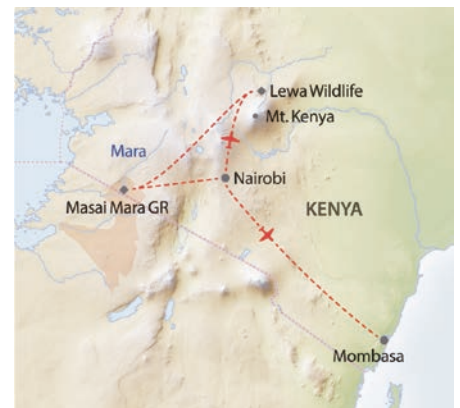 Lewa Wildlife
Mt. Kenya
Mara
Nairobi
Masai Mara GR
KENYA
Mombasa